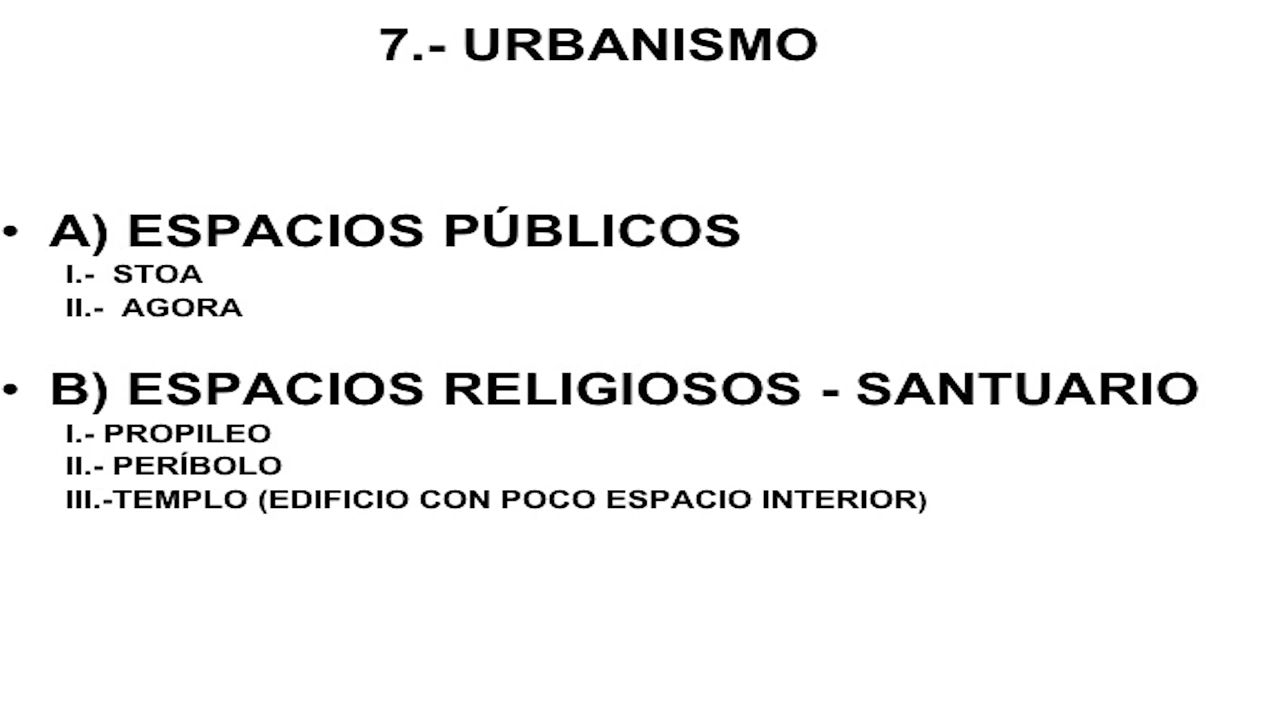 7.- URBANISMO
• A) ESPACIOS PÚBLICOS
I.- STOA
II.- AGORA
• B) ESPACIOS RELIGIOSOS - SANTUARIO
I.- PROPILEO
II.- PERÍBOLO
III.-TEMPLO (EDIFICIO CON POCO ESPACIO INTERIOR)